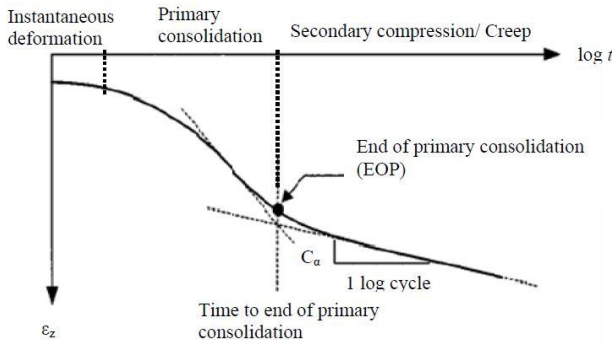 Instantaneous
deformation
Primary
consolidation
Secondary compression/ Creep
log t
End of primary consolidation
(EOP)
Cα
1 log cycle
Time to end of primary
consolidation
εz